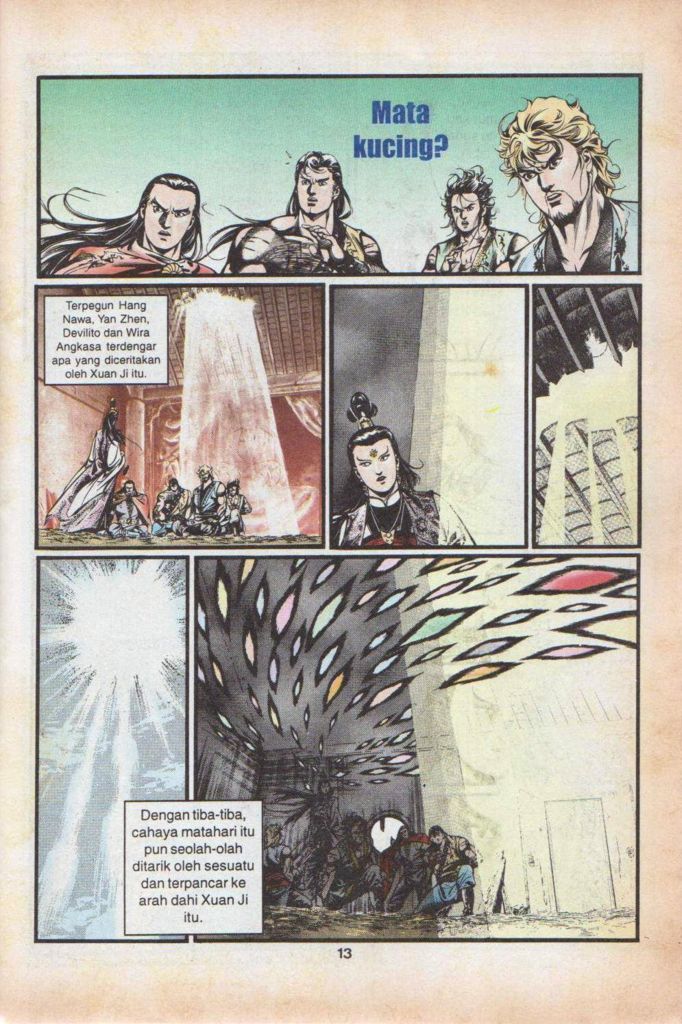 Mata
kucing?
Terpegun Hang
Nawa, Yan Zhen,
Devilito dan Wira
Angkasa terdengar
apa yang diceritakan
oleh Xuan Ji itu.
Dengan tiba-tiba,
cahaya matahari itu
pun seolah-olah
ditarik oleh sesuatu
dan terpancar ke
arah dahi Xuan Ji
itu.
13